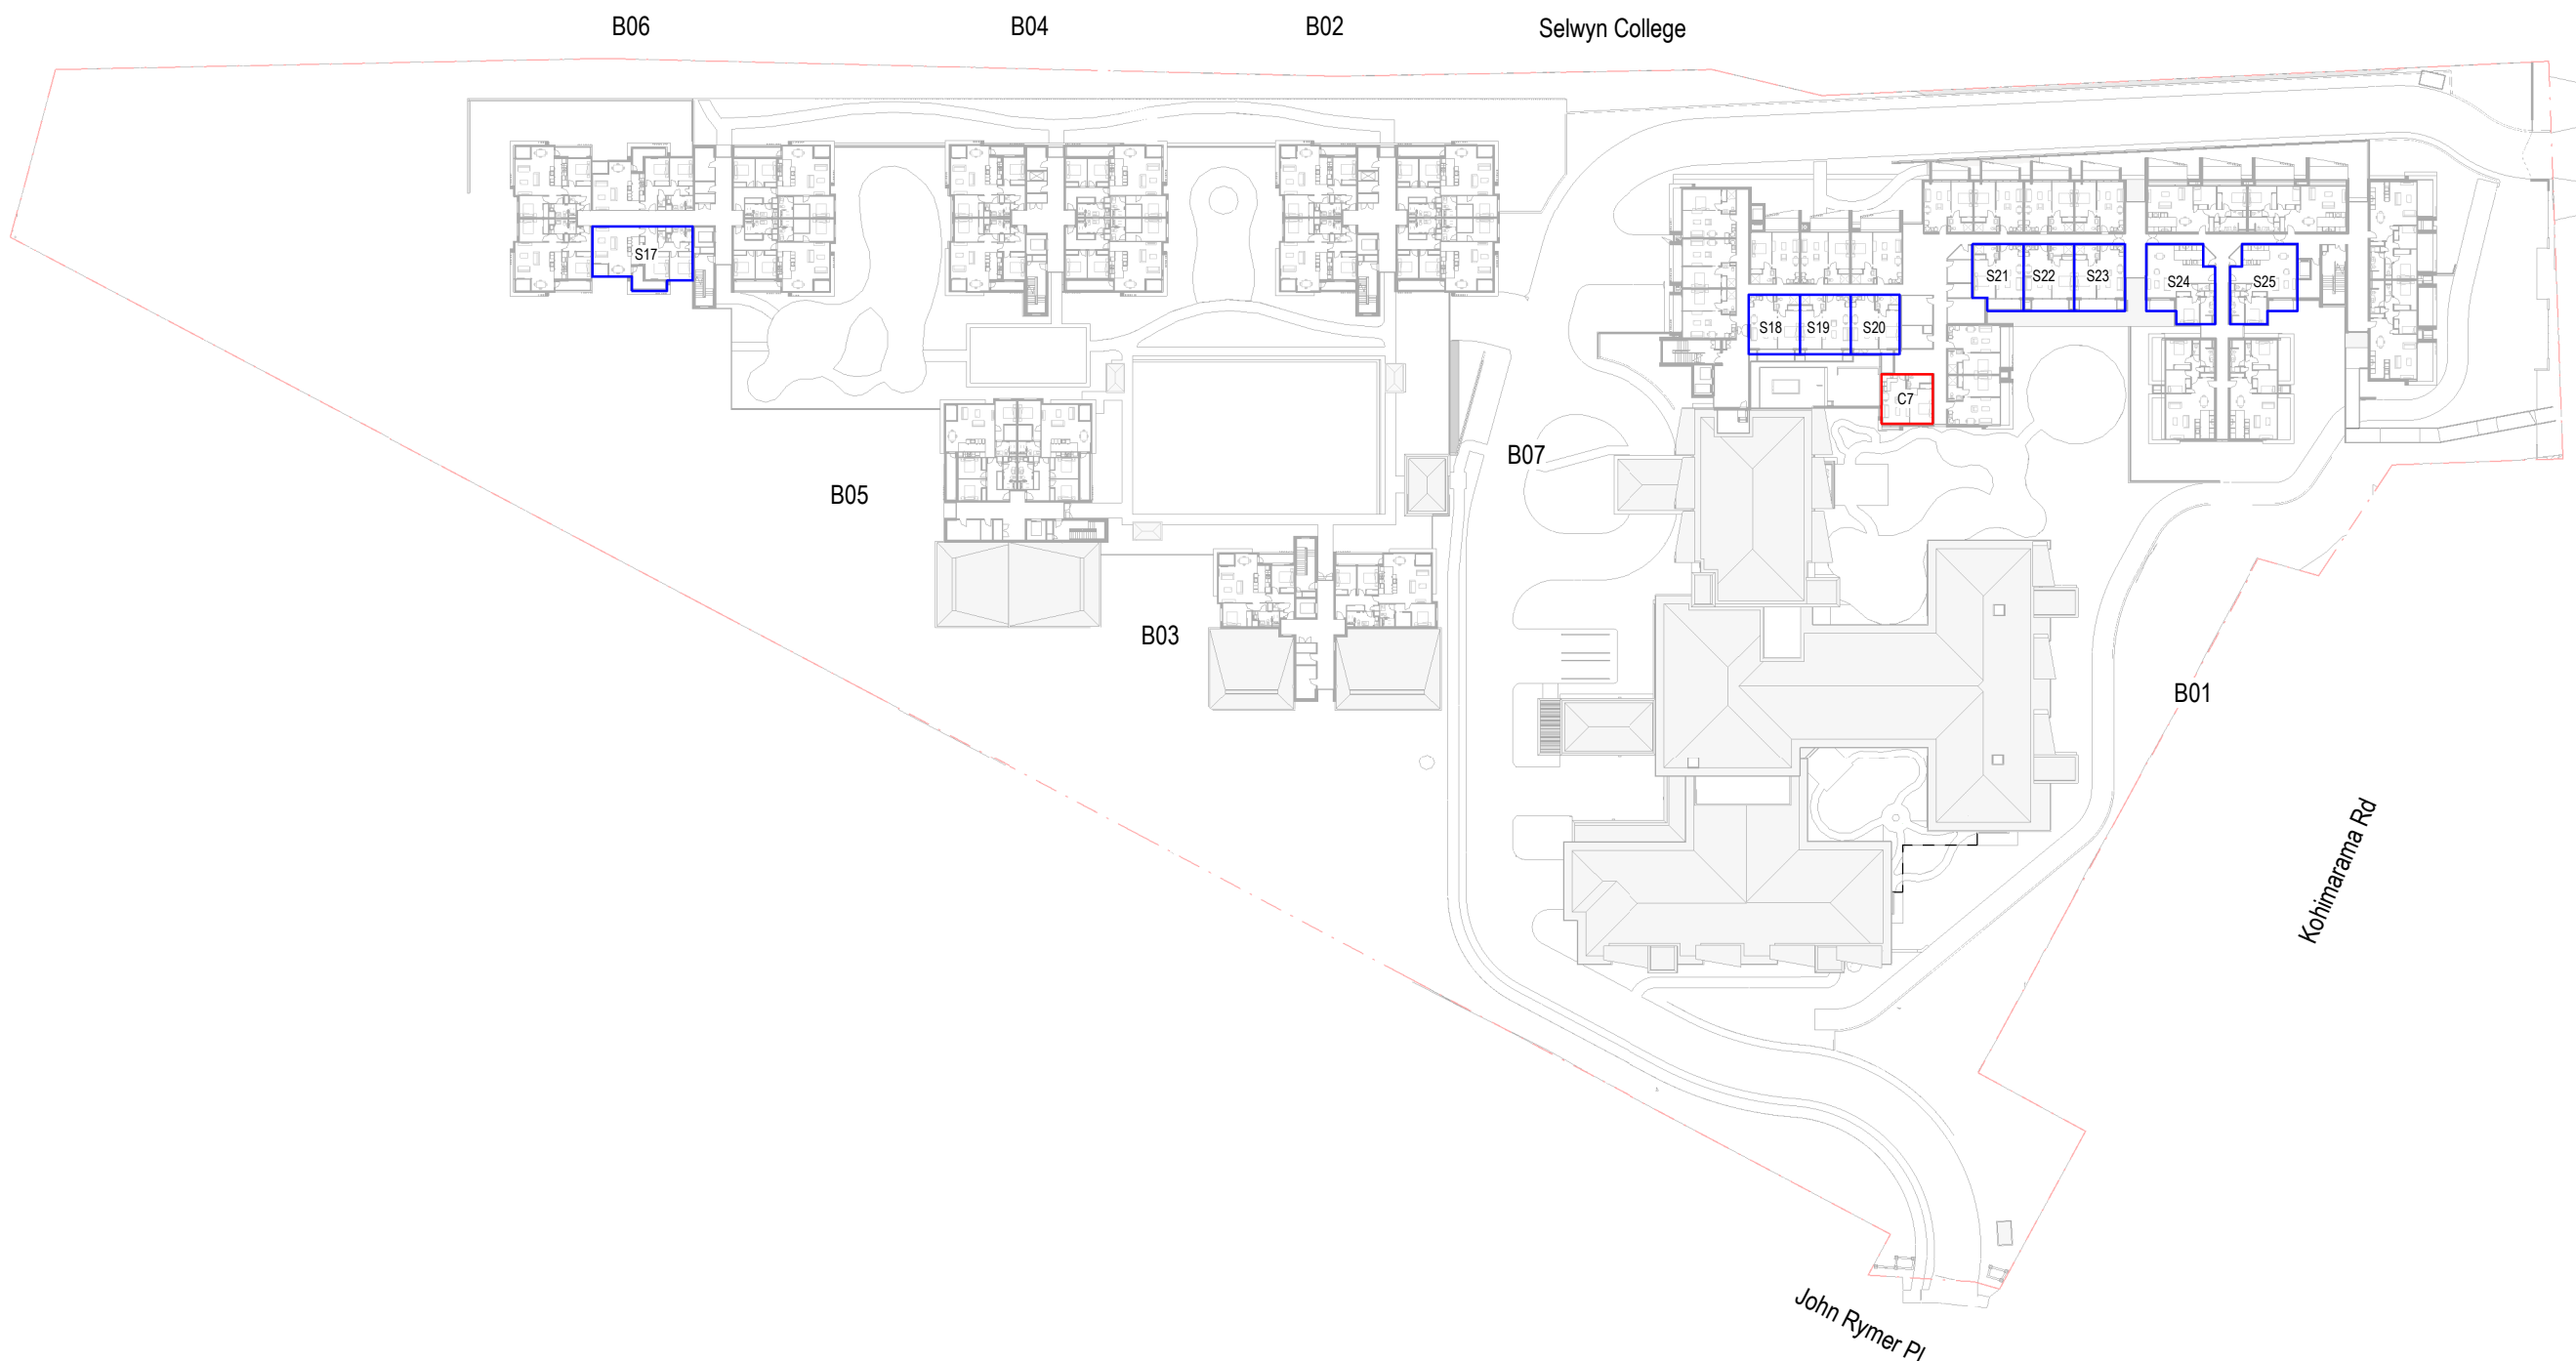 B06
B04
B02
Selwyn College
S17
S21
S22
S23
S24
S25
S18
S19
S20
C7
B07
B05
B03
B01
Kohimarama Rd
John Rymer Pl